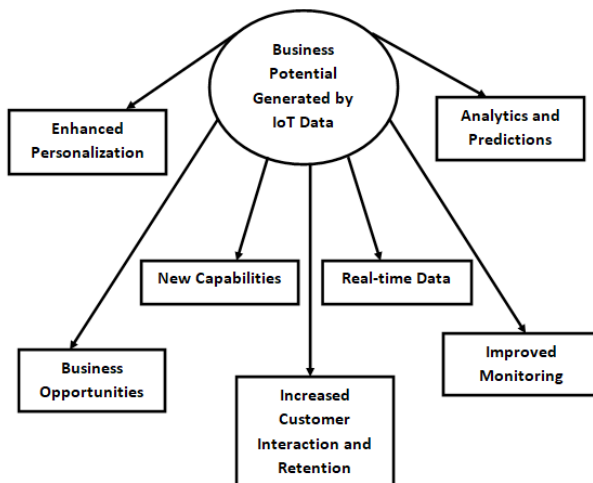 Business
Potential
Generated by
IoT Data
Enhanced
Personalization
Analytics and
Predictions
New Capabilities
Real-time Data
Business
Opportunities
Improved
Monitoring
Increased
Customer
Interaction and
Retention